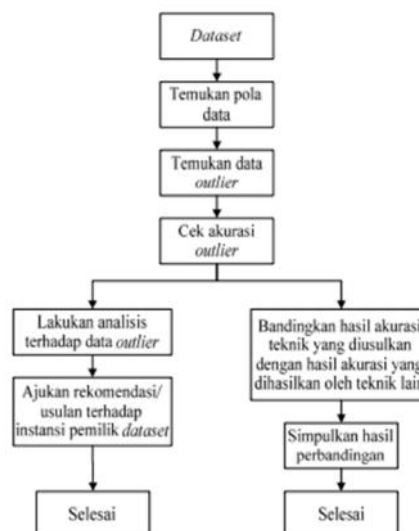 Dataset
Temukan pola
data
Temukan data
outlier
Cek akurasi
outlier
Lakukan analisis
terhadap data outlier
Ajukan rekomendasi/
usulan terhadap
instansi pemilik dataset
Selesai
Bandingkan hasil akurasi
teknik yang diusulkan
dengan hasil akurasi yang
dihasilkan oleh teknik lain
Simpulkan hasil
perbandingan
Selesai